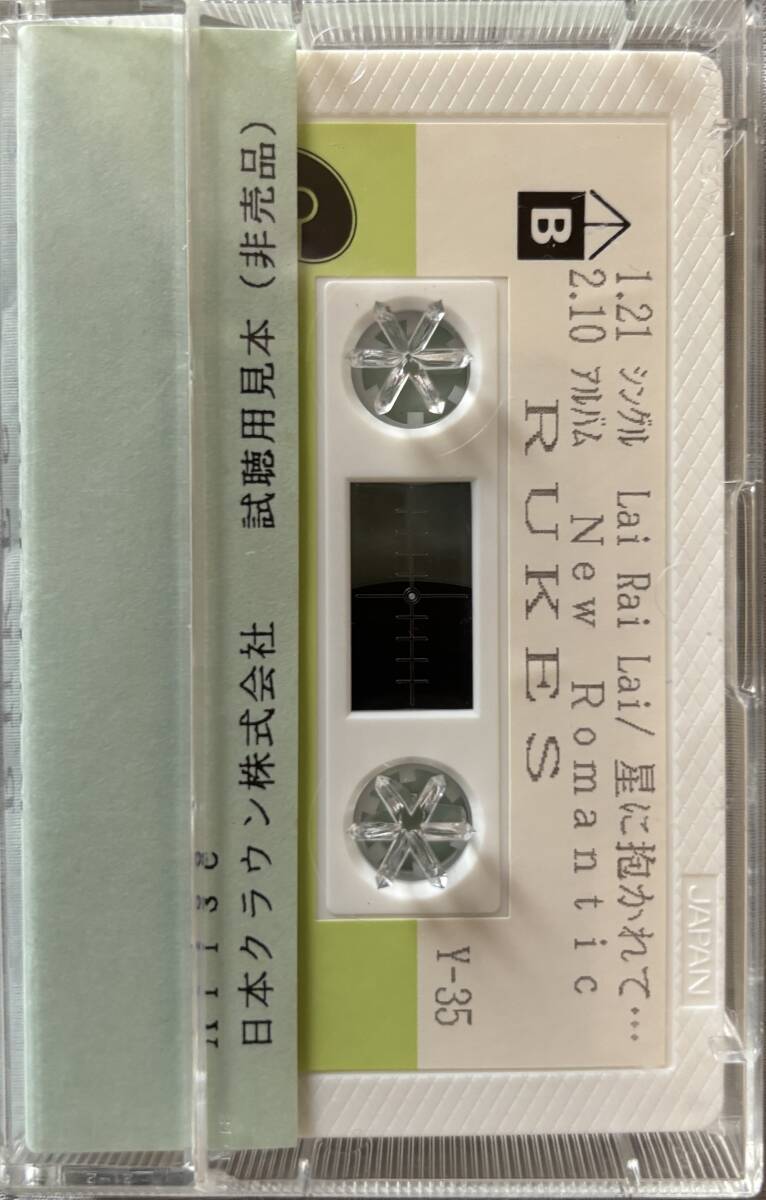 B
1.21 シングル Lai Rai Lai/ 星に抱かれて…
2.10 アルバム New Romantic
RUKES
Y-35
JAPAN
日本クラウン株式会社 試聴用見本(非売品)